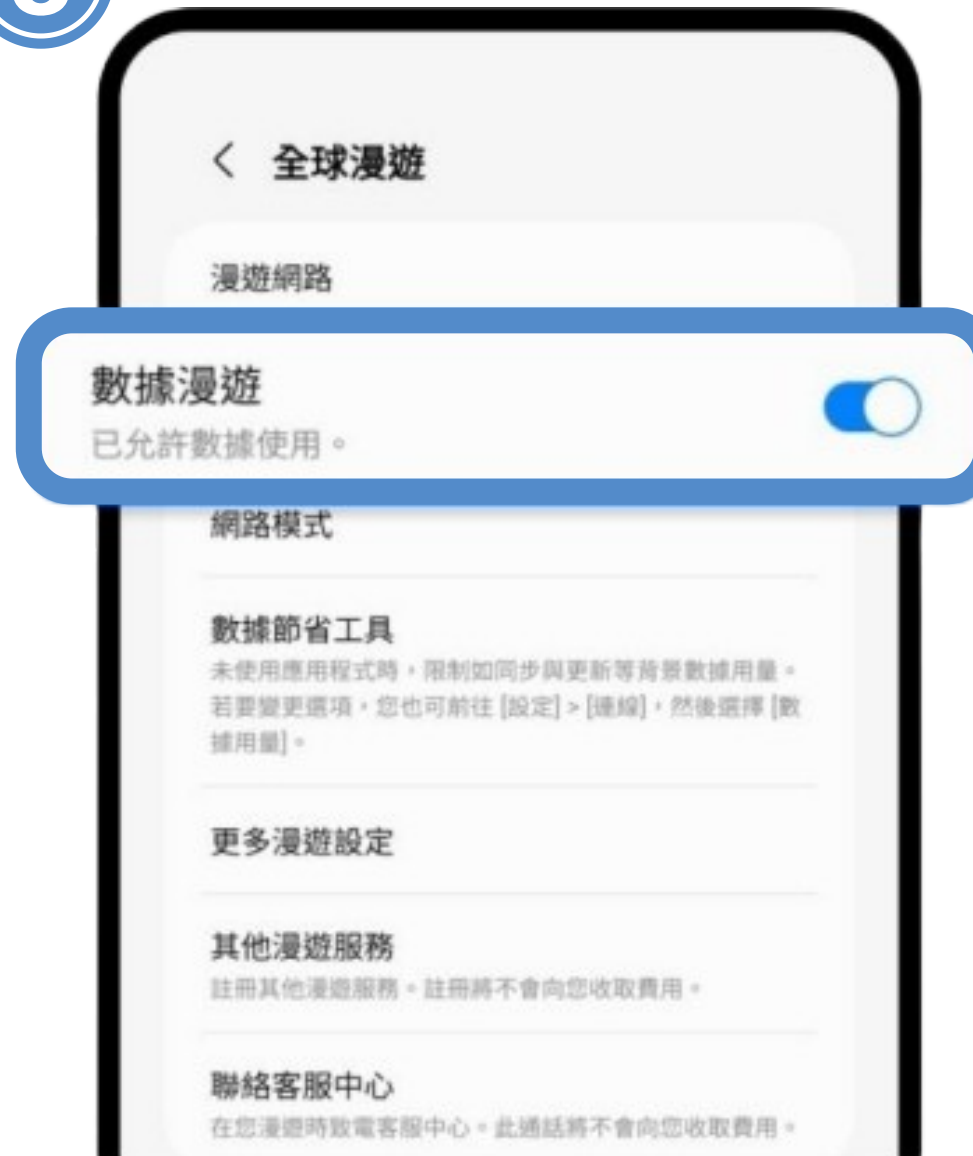 全球漫遊
漫遊網路
數據漫遊
已允許數據使用。
網路模式
數據節省工具
未使用應用程式時，限制如同步與更新等背景數據用量。
若要變更選項，您也可前往 [設定] > [連線]，然後選擇 [數
據用量]。
更多漫遊設定
其他漫遊服務
註冊其他漫遊服務。註冊將不會向您收取費用。
聯絡客服中心
在您漫遊時致電客服中心。此通話將不會向您收取費用。